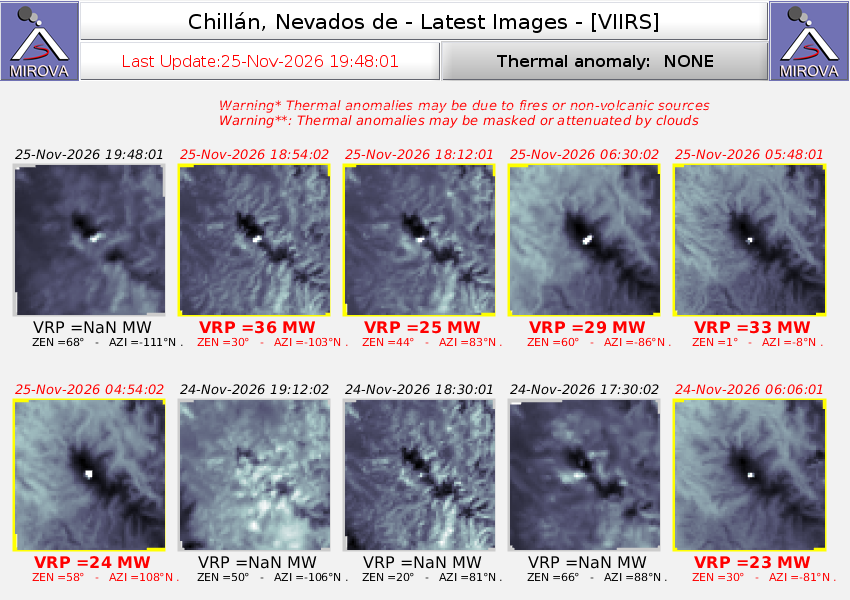 Chillán, Nevados de - Latest Images - [VIIRS]
MIROVA
Last Update:25-Nov-2026 19:48:01
Thermal anomaly:  NONE
MIROVA
Warning* Thermal anomalies may be due to fires or non-volcanic sources
Warning**: Thermal anomalies may be masked or attenuated by clouds
25-Nov-2026 19:48:01
25-Nov-2026 18:54:02
25-Nov-2026 18:12:01
25-Nov-2026 06:30:02
25-Nov-2026 05:48:01
VRP =NaN MW
VRP =36 MW
VRP =25 MW
VRP =29 MW
VRP =33 MW
ZEN =68°  -  AZI =-111°N .
ZEN =30°  -  AZI =-103°N .
ZEN =44°  -  AZI =83°N .
ZEN =60°  -  AZI =-86°N .
ZEN =1°  -  AZI =-8°N .
25-Nov-2026 04:54:02
24-Nov-2026 19:12:02
24-Nov-2026 18:30:01
24-Nov-2026 17:30:02
24-Nov-2026 06:06:01
VRP =24 MW
VRP =NaN MW
VRP =NaN MW
VRP =NaN MW
VRP =23 MW
ZEN =58°  -  AZI =108°N .
ZEN =50°  -  AZI =-106°N .
ZEN =20°  -  AZI =81°N .
ZEN =66°  -  AZI =88°N .
ZEN =30°  -  AZI =-81°N .